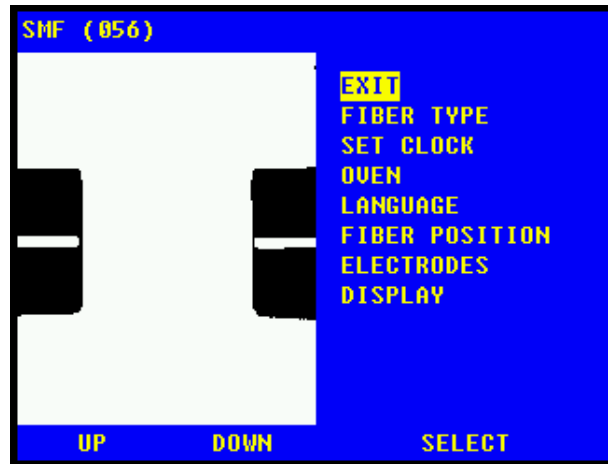 SMF (056)
EXIT
FIBER TYPE
SET CLOCK
OVEN
LANGUAGE
FIBER POSITION
ELECTRODES
DISPLAY
UP DOWN SELECT